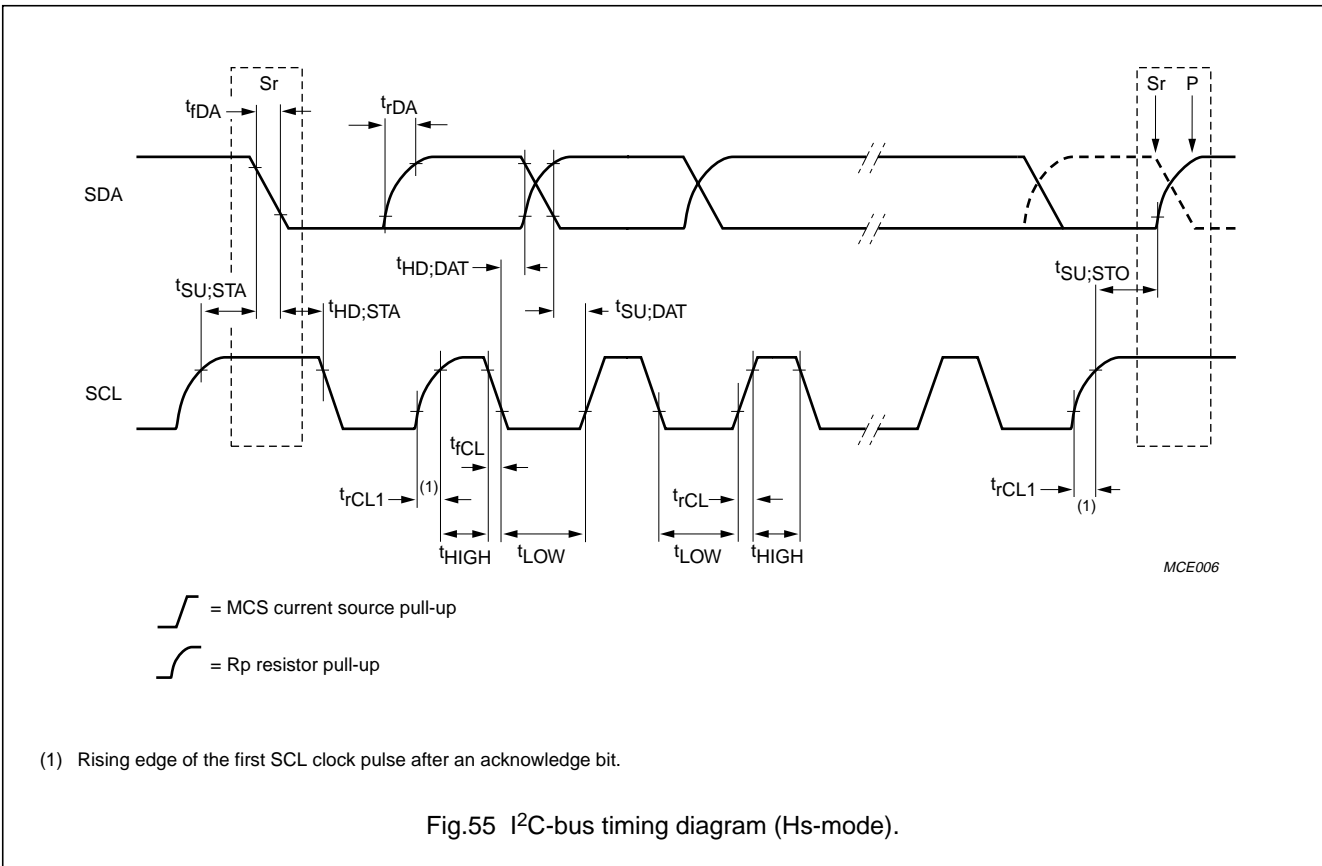 Sr
Sr P
tfDA
trDA
SDA
tHD;DAT
tSU;STO
tSU;STA
tHD;STA
tSU;DAT
SCL
tfCL
trCL1
(1)
trCL
trCL1
(1)
tHIGH
tLOW
tLOW
tHIGH
MCE006
= MCS current source pull-up
= Rp resistor pull-up
(1) Rising edge of the first SCL clock pulse after an acknowledge bit.
Fig.55 I²C-bus timing diagram (Hs-mode).